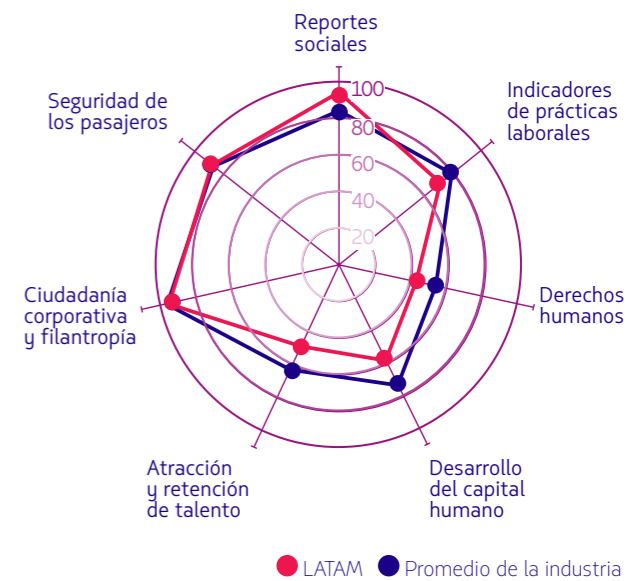 Reportes
sociales
Indicadores
de prácticas
laborales
Derechos
humanos
Desarrollo
del capital
humano
Atracción
y retención
de talento
Ciudadanía
corporativa
y filantropía
Seguridad de
los pasajeros
100
80
60
40
20
LATAM
Promedio de la industria